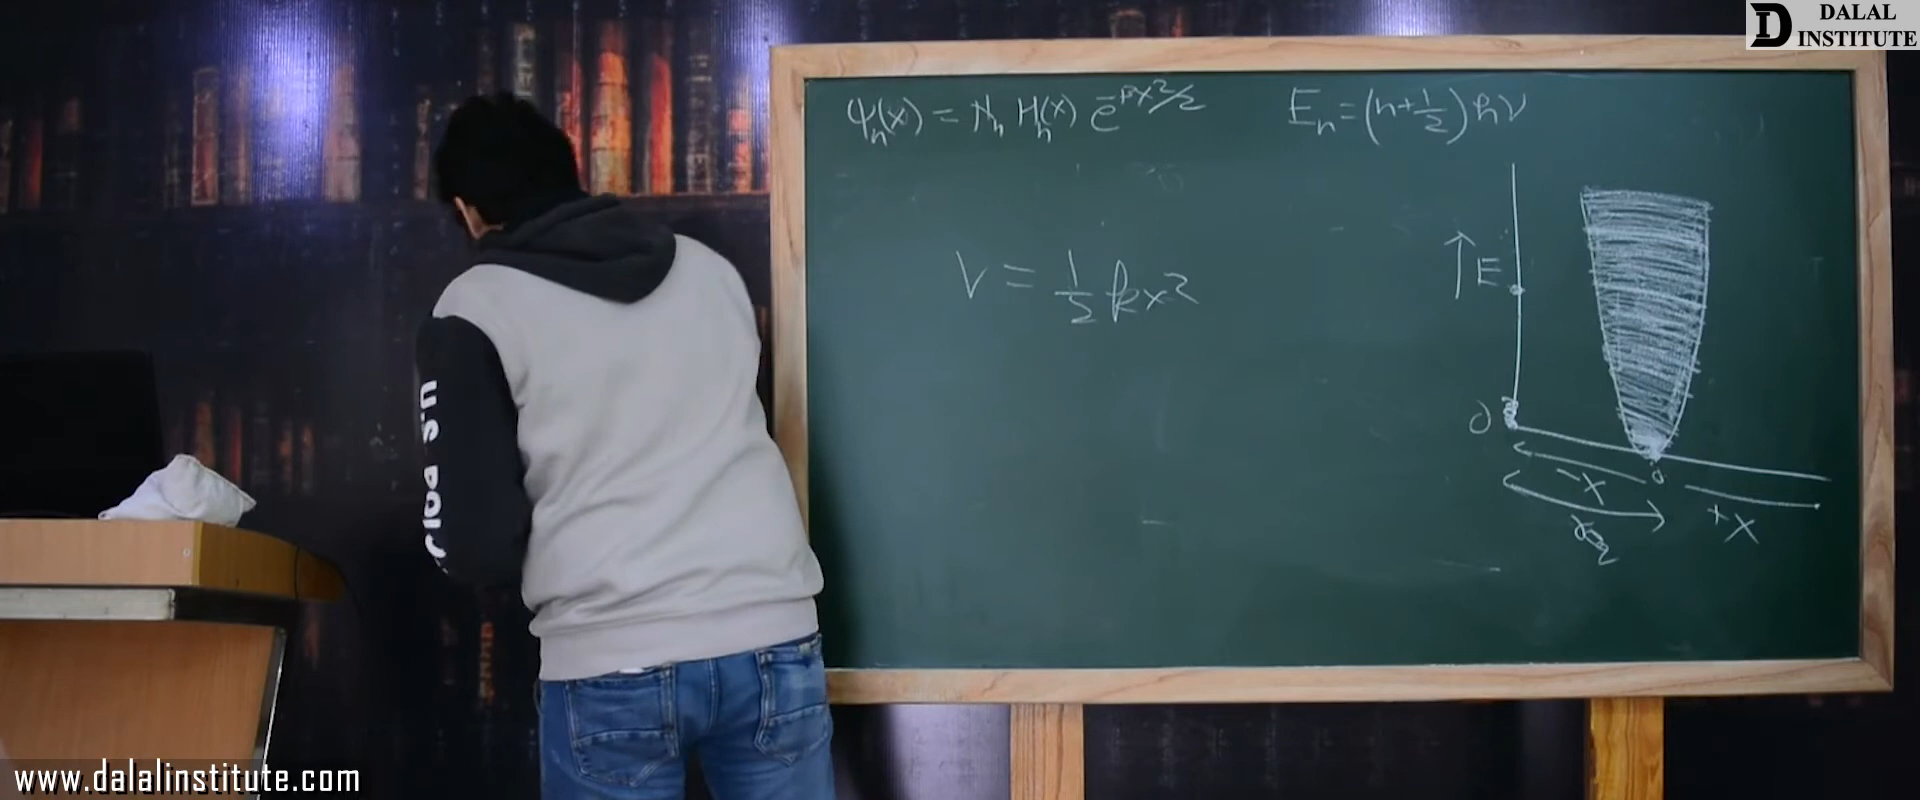 DALAL
INSTITUTE
ψₙ(x) = Nₙ Hₙ(x) e^{-βx²/2}
Eₙ = (n + 1/2) hν
V = 1/2 kx²
↑ E
0
0
-x
+x
u.s. polo
www.dalalinstitute.com